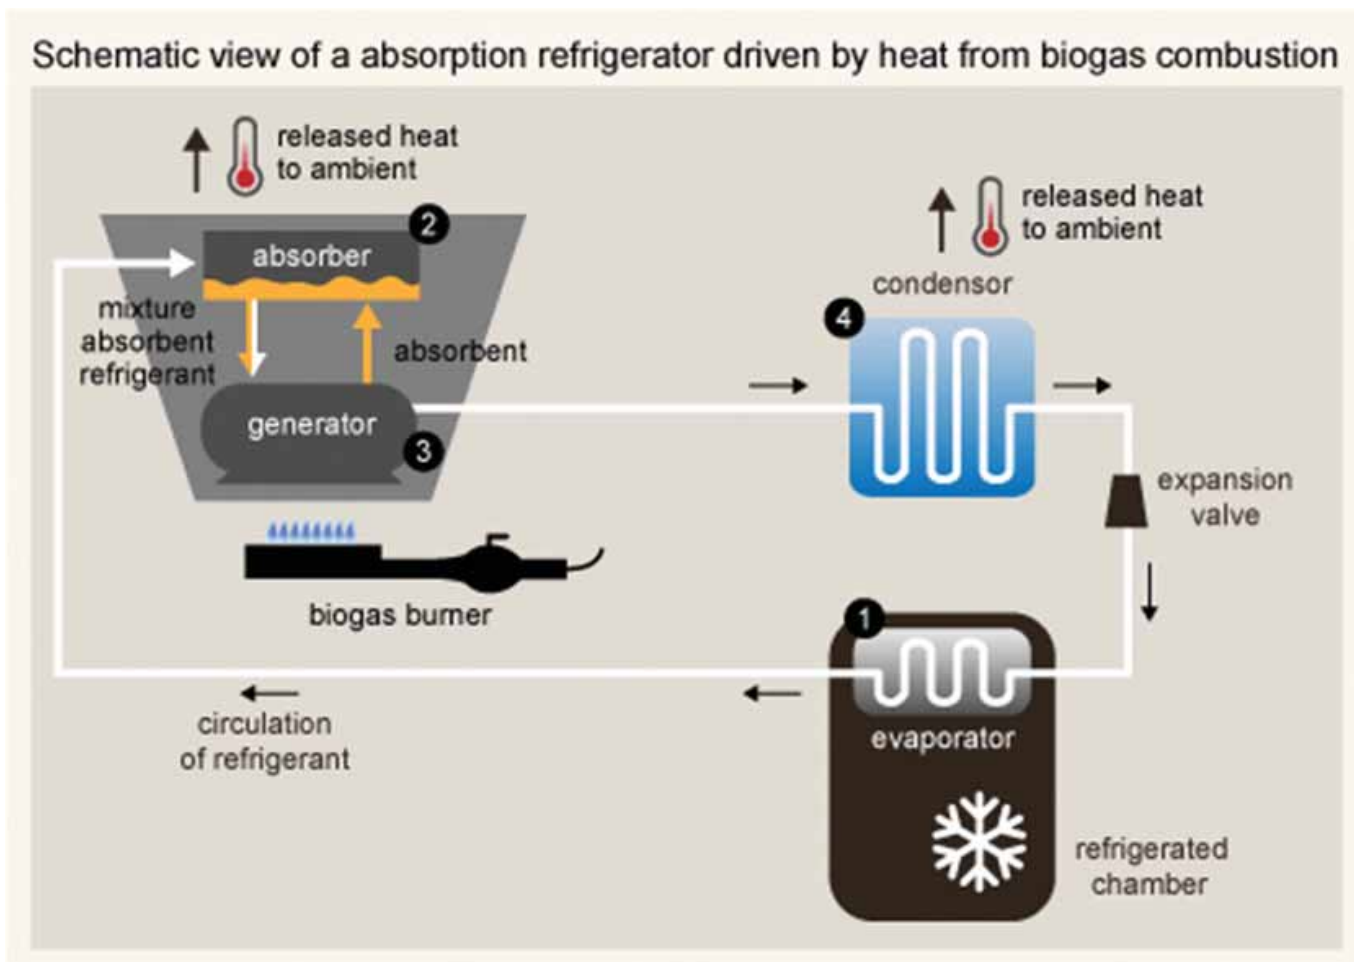 Schematic view of a absorption refrigerator driven by heat from biogas combustion
released heat
to ambient
2
absorber
mixture
absorbent
refrigerant
absorbent
generator
3
biogas burner
released heat
to ambient
condensor
4
expansion
valve
1
evaporator
refrigerated
chamber
circulation
of refrigerant